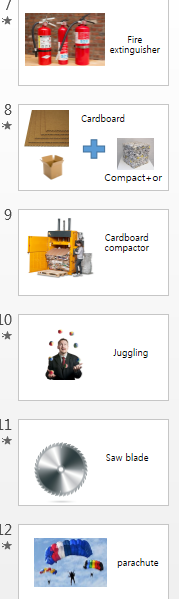 7
Fire
extinguisher
8
Cardboard
Compact+or
9
Cardboard
compactor
10
Juggling
11
Saw blade
12
parachute